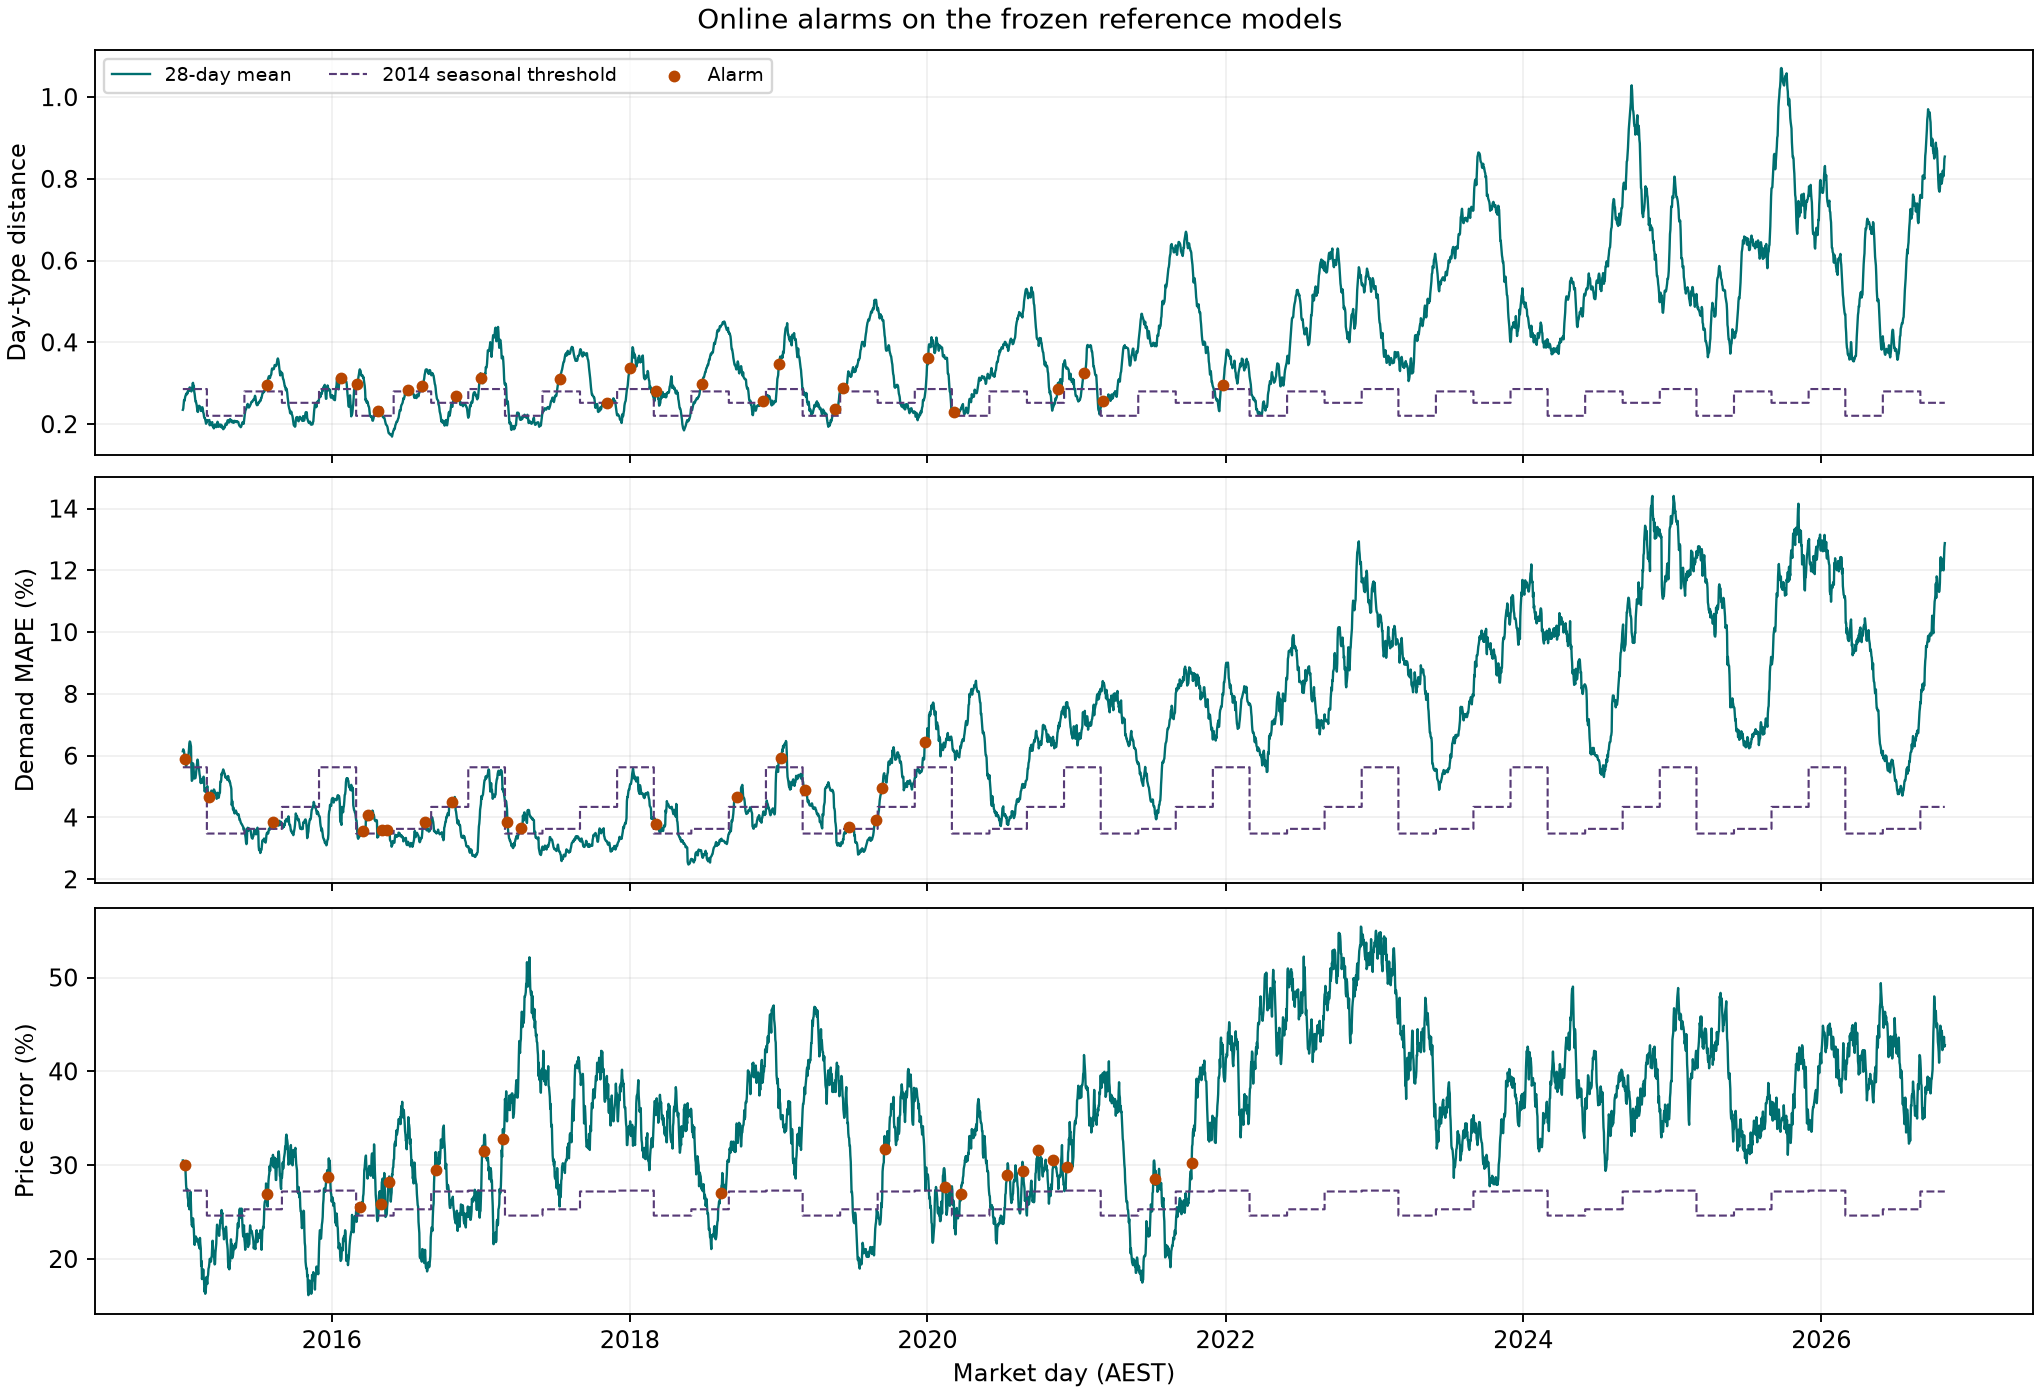 Online alarms on the frozen reference models
28-day mean
2014 seasonal threshold
Alarm
Day-type distance
1.0
0.8
0.6
0.4
0.2
Demand MAPE (%)
14
12
10
8
6
4
2
Price error (%)
50
40
30
20
2016
2018
2020
2022
2024
2026
Market day (AEST)